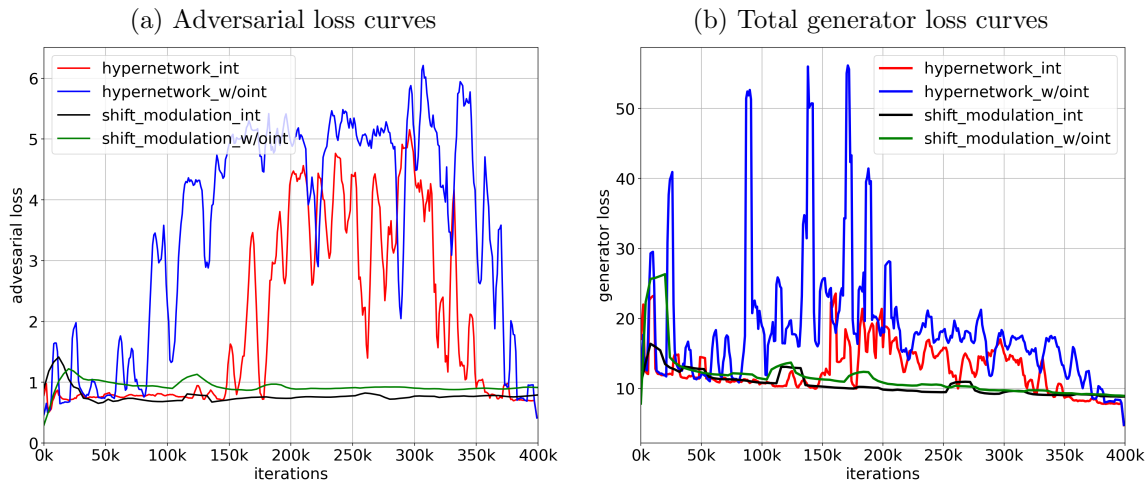 (a) Adversarial loss curves
hypernetwork_int
hypernetwork_w/oint
shift_modulation_int
shift_modulation_w/oint
6
5
4
3
2
1
0
advesarial loss
0k 50k 100k 150k 200k 250k 300k 350k 400k
iterations
(b) Total generator loss curves
hypernetwork_int
hypernetwork_w/oint
shift_modulation_int
shift_modulation_w/oint
50
40
30
20
10
generator loss
0k 50k 100k 150k 200k 250k 300k 350k 400k
iterations